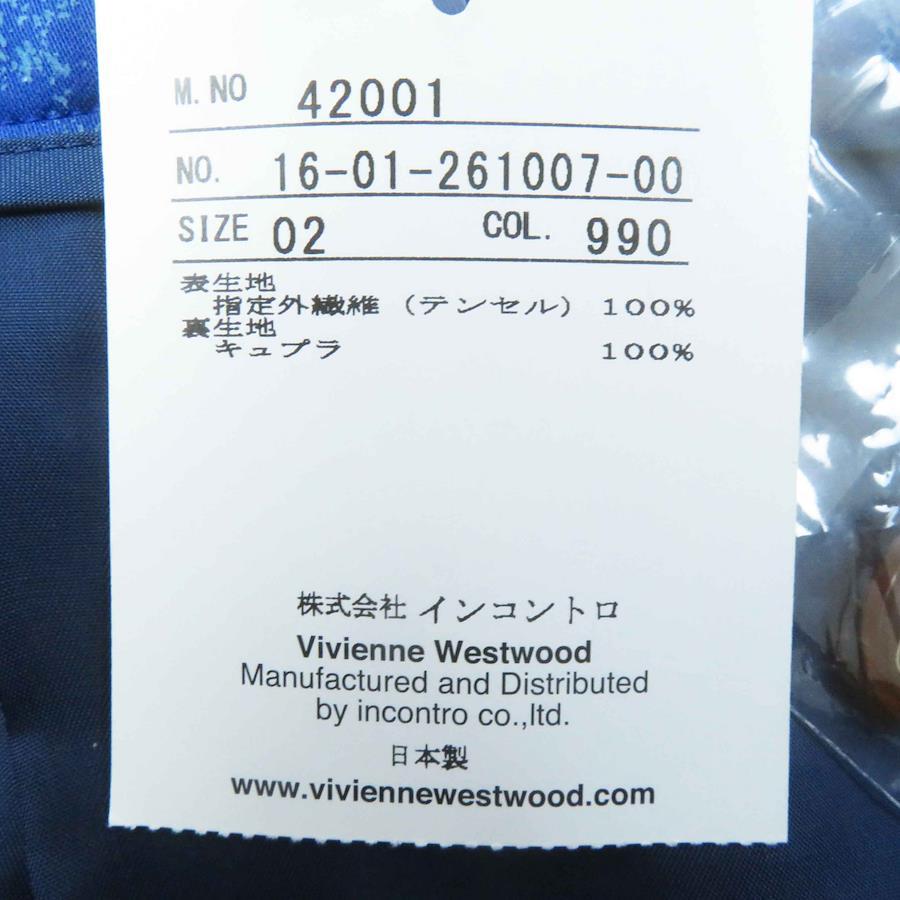 M. NO 42001
NO. 16-01-261007-00
SIZE 02 COL. 990
表生地
指定外繊維 (テンセル) 100%
裏生地
キュプラ 100%
株式会社 インコントロ
Vivienne Westwood
Manufactured and Distributed
by incontro co.,ltd.
日本製
www.viviennewestwood.com